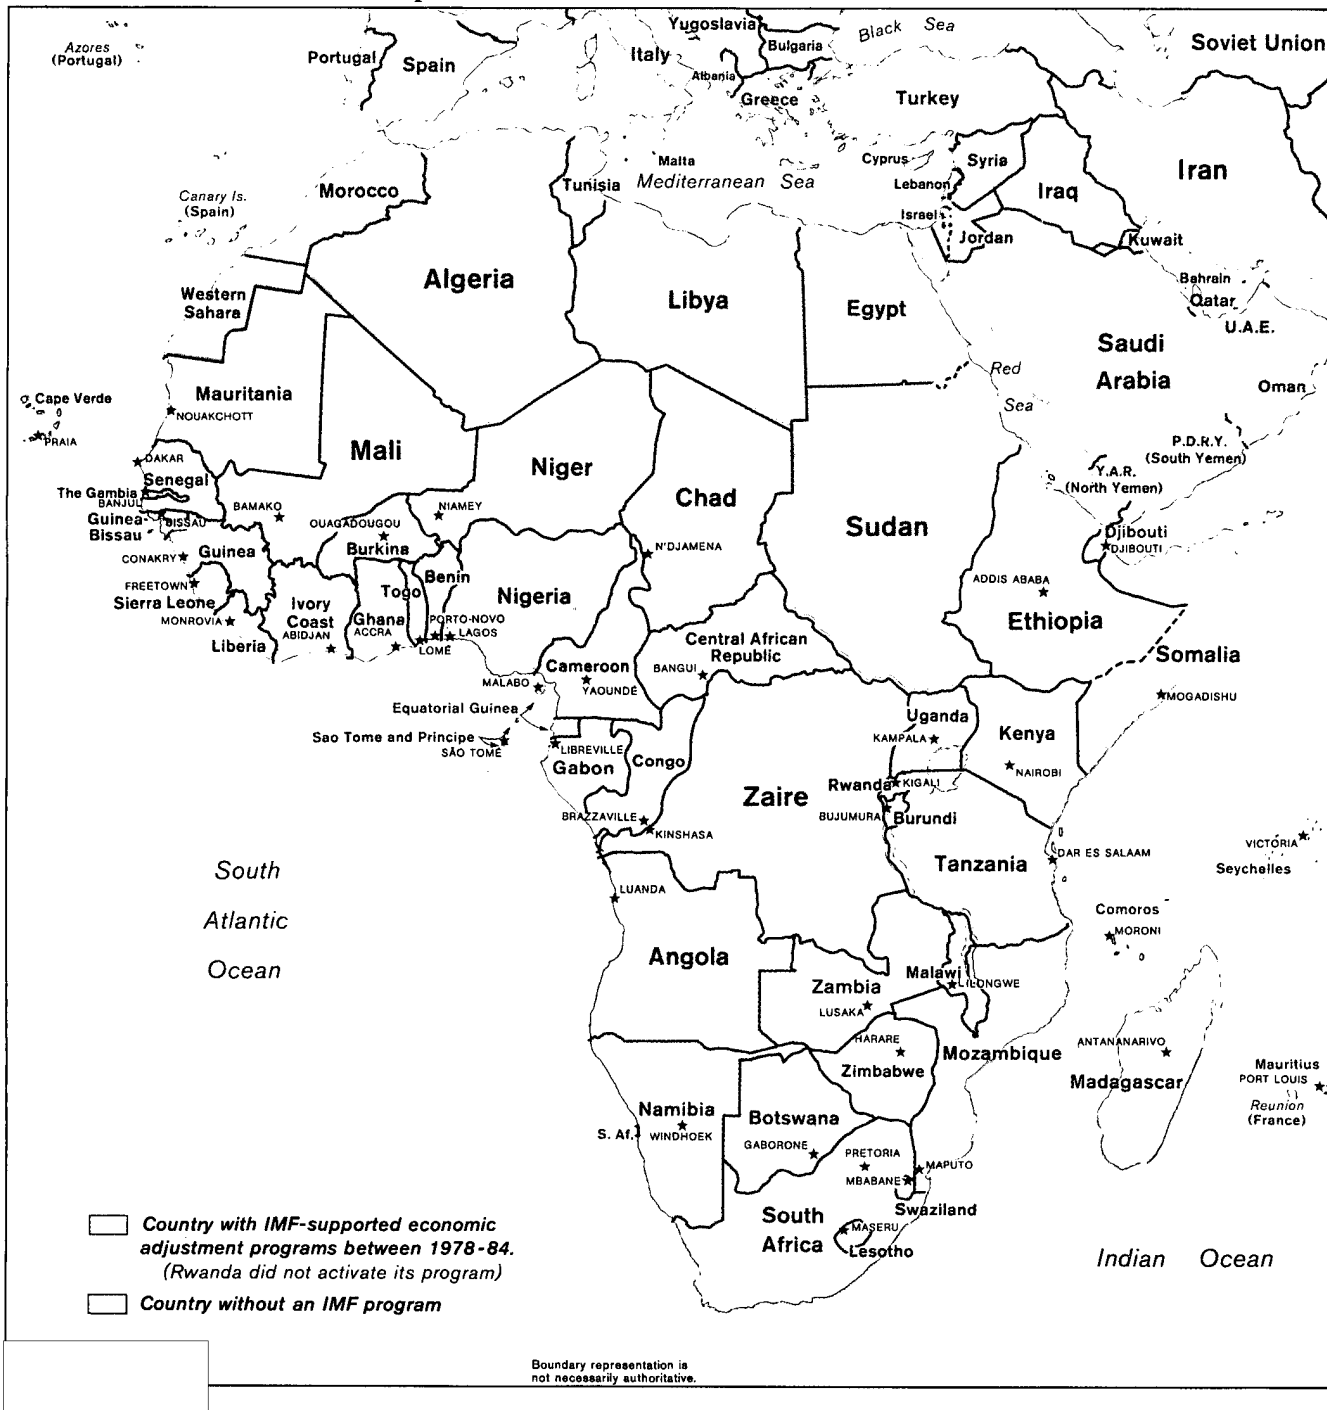 Azores
(Portugal)
Portugal
Spain
Yugoslavia
Italy
Bulgaria
Albania
Greece
Black Sea
Soviet Union
Turkey
Malta
Mediterranean Sea
Cyprus
Syria
Lebanon
Israel
Jordan
Iraq
Iran
Kuwait
Bahrain
Qatar
U.A.E.
Canary Is.
(Spain)
Morocco
Tunisia
Algeria
Libya
Egypt
Western
Sahara
Saudi
Arabia
Red
Sea
Oman
P.D.R.Y.
(South Yemen)
Y.A.R.
(North Yemen)
Cape Verde
PRAIA
Mauritania
NOUAKCHOTT
Mali
Niger
Chad
Sudan
DAKAR
Senegal
The Gambia
BANJUL
Guinea-
Bissau
BISSAU
BAMAKO
OUAGADOUGOU
Burkina
NIAMEY
N'DJAMENA
Djibouti
DJIBOUTI
CONAKRY
Guinea
FREETOWN
Sierra Leone
MONROVIA
Liberia
Ivory
Coast
ABIDJAN
Ghana
ACCRA
Togo
Benin
PORTO-NOVO
LAGOS
LOMÉ
Nigeria
ADDIS ABABA
Ethiopia
Central African
Republic
BANGUI
Cameroon
YAOUNDÉ
MALABO
Equatorial Guinea
Sao Tome and Principe
SÃO TOMÉ
LIBREVILLE
Gabon
Congo
Somalia
MOGADISHU
Uganda
KAMPALA
Kenya
NAIROBI
Zaire
Rwanda
KIGALI
BUJUMURA
Burundi
BRAZZAVILLE
KINSHASA
Tanzania
DAR ES SALAAM
VICTORIA
Seychelles
South
Atlantic
Ocean
LUANDA
Angola
Comoros
MORONI
Zambia
LUSAKA
Malawi
LILONGWE
HARARE
Zimbabwe
Mozambique
ANTANANARIVO
Madagascar
Mauritius
PORT LOUIS
Reunion
(France)
Namibia
WINDHOEK
S. Af.
Botswana
GABORONE
PRETORIA
MBABANE
MAPUTO
Swaziland
South
Africa
MASERU
Lesotho
Indian Ocean
Country with IMF-supported economic
adjustment programs between 1978-84.
(Rwanda did not activate its program)
Country without an IMF program
Boundary representation is
not necessarily authoritative.